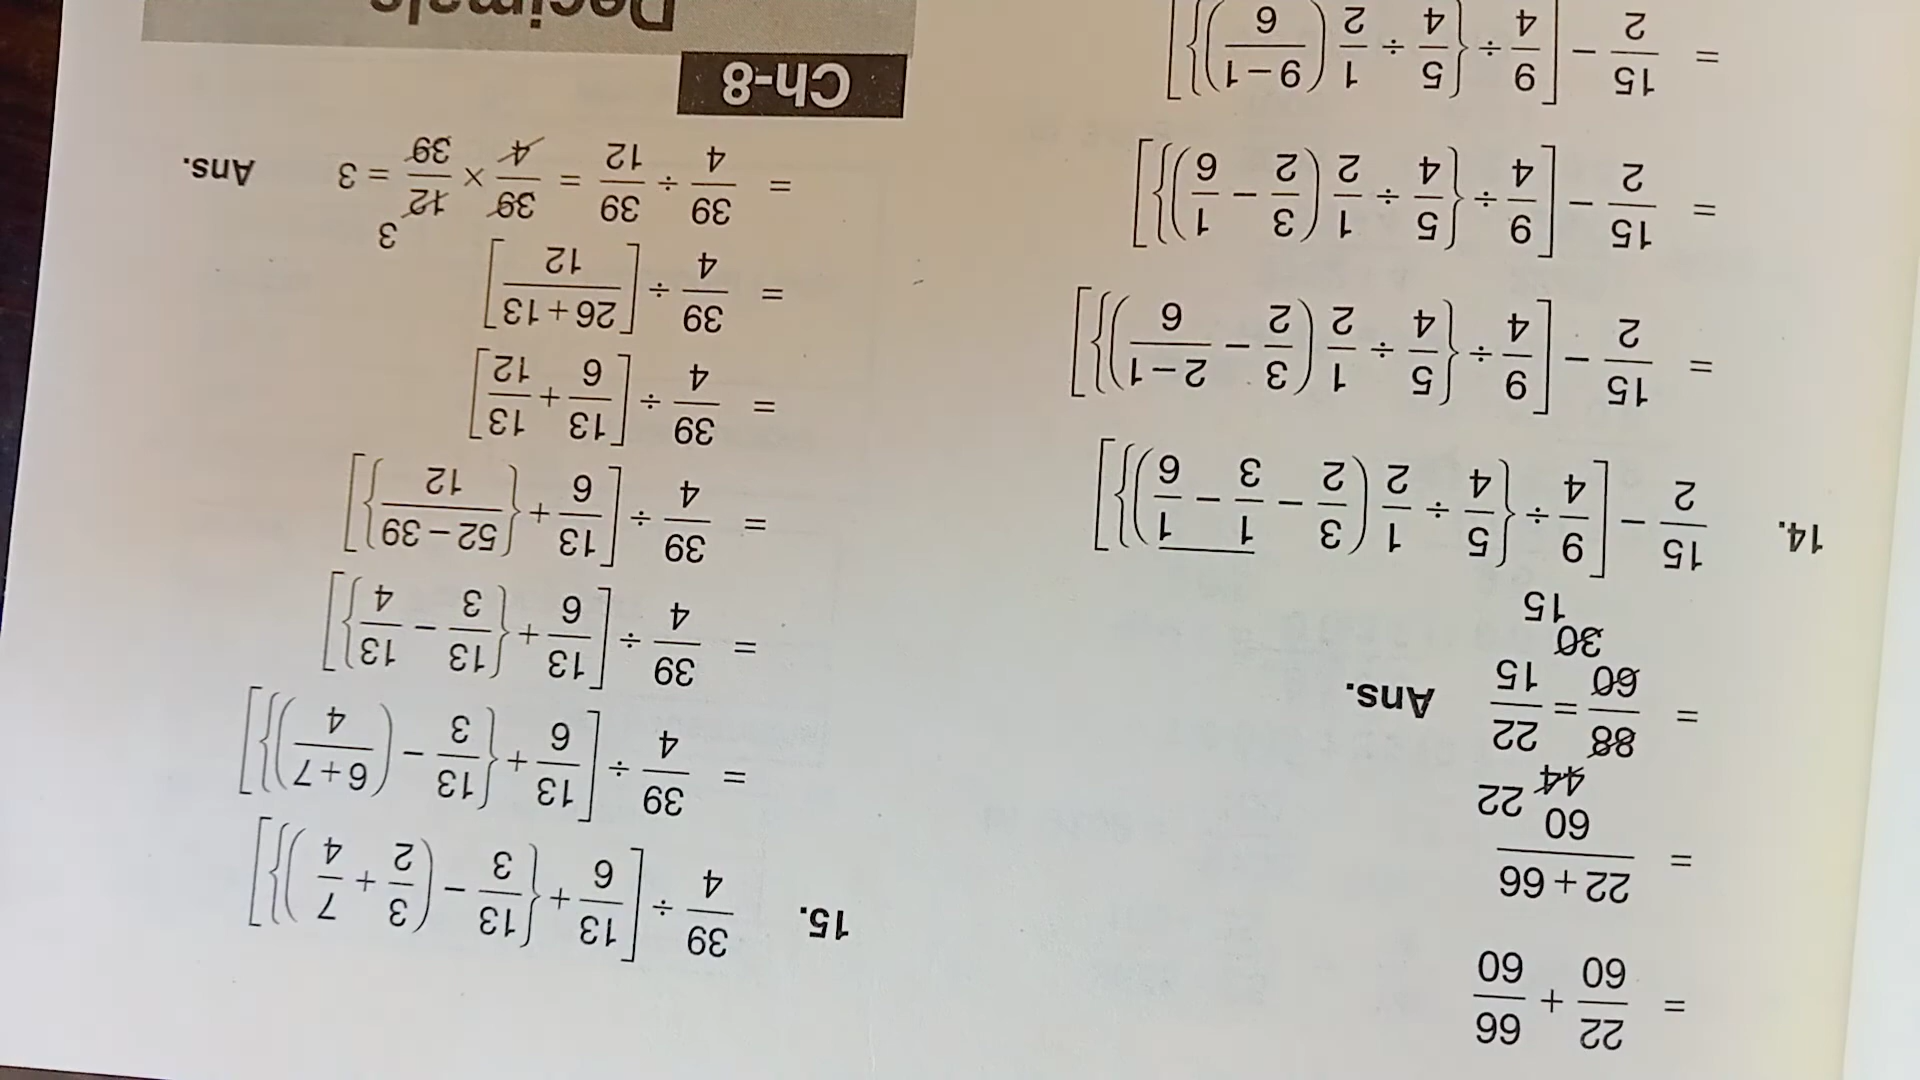 = 22/60 + 66/60
= (22 + 66)/60
= 88/60 = 22/15 Ans.
44 22
30
15
14. 15/2 − [9/4 ÷ {5/4 ÷ 1/2 (3/2 − 1/3 − 1/6)}]
= 15/2 − [9/4 ÷ {5/4 ÷ 1/2 (3/2 − (2−1)/6)}]
= 15/2 − [9/4 ÷ {5/4 ÷ 1/2 (3/2 − 1/6)}]
= 15/2 − [9/4 ÷ {5/4 ÷ 1/2 ((9−1)/6)}]
15. 39/4 ÷ [13/6 + {13/3 − (3/2 + 7/4)}]
= 39/4 ÷ [13/6 + {13/3 − ((6+7)/4)}]
= 39/4 ÷ [13/6 + {13/3 − 13/4}]
= 39/4 ÷ [13/6 + {(52 − 39)/12}]
= 39/4 ÷ [13/6 + 13/12]
= 39/4 ÷ [(26 + 13)/12]
= 39/4 ÷ 39/12 = 39/4 × 12/39 = 3 Ans.
3
Ch-8
Decimals